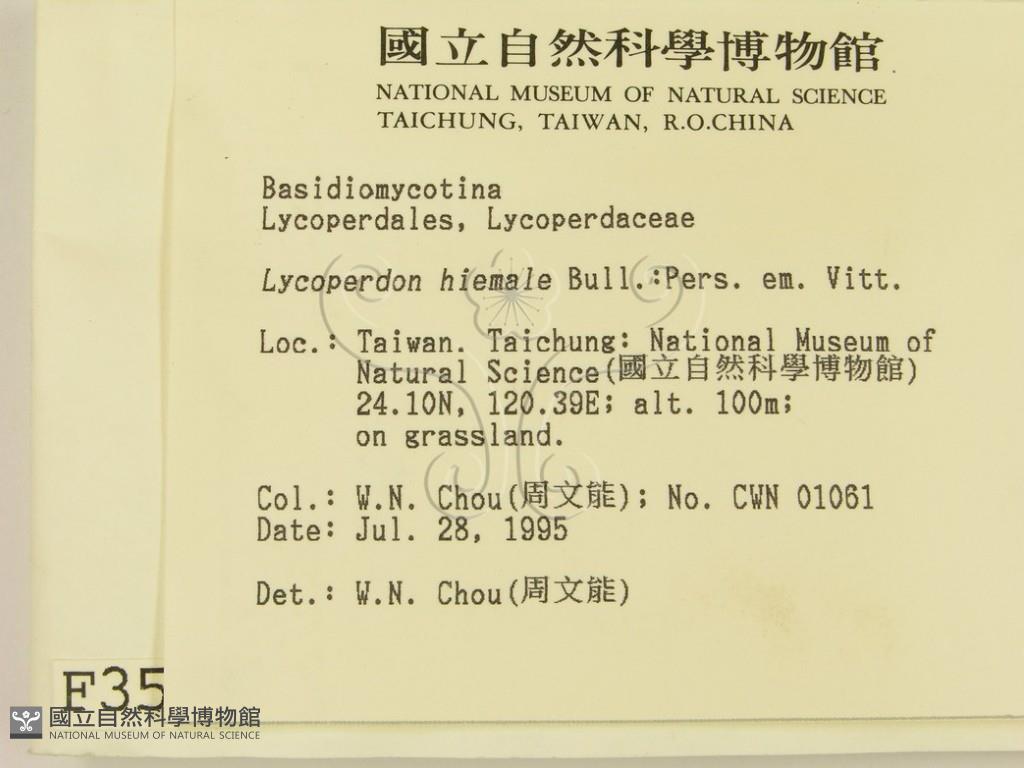 國立自然科學博物館
NATIONAL MUSEUM OF NATURAL SCIENCE
TAICHUNG, TAIWAN, R.O.CHINA
Basidiomycotina
Lycoperdales, Lycoperdaceae
Lycoperdon hiemale Bull.:Pers. em. Vitt.
Loc.: Taiwan. Taichung: National Museum of
Natural Science(國立自然科學博物館)
24.10N, 120.39E; alt. 100m;
on grassland.
Col.: W.N. Chou(周文能); No. CWN 01061
Date: Jul. 28, 1995
Det.: W.N. Chou(周文能)
F35
國立自然科學博物館
NATIONAL MUSEUM OF NATURAL SCIENCE